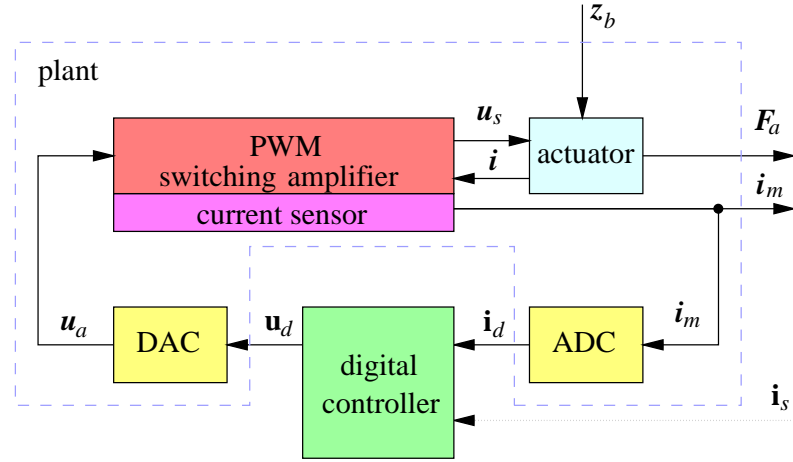 z_b
plant
PWM
switching amplifier
current sensor
u_s
i
actuator
F_a
i_m
u_a
DAC
u_d
digital
controller
i_d
ADC
i_m
i_s